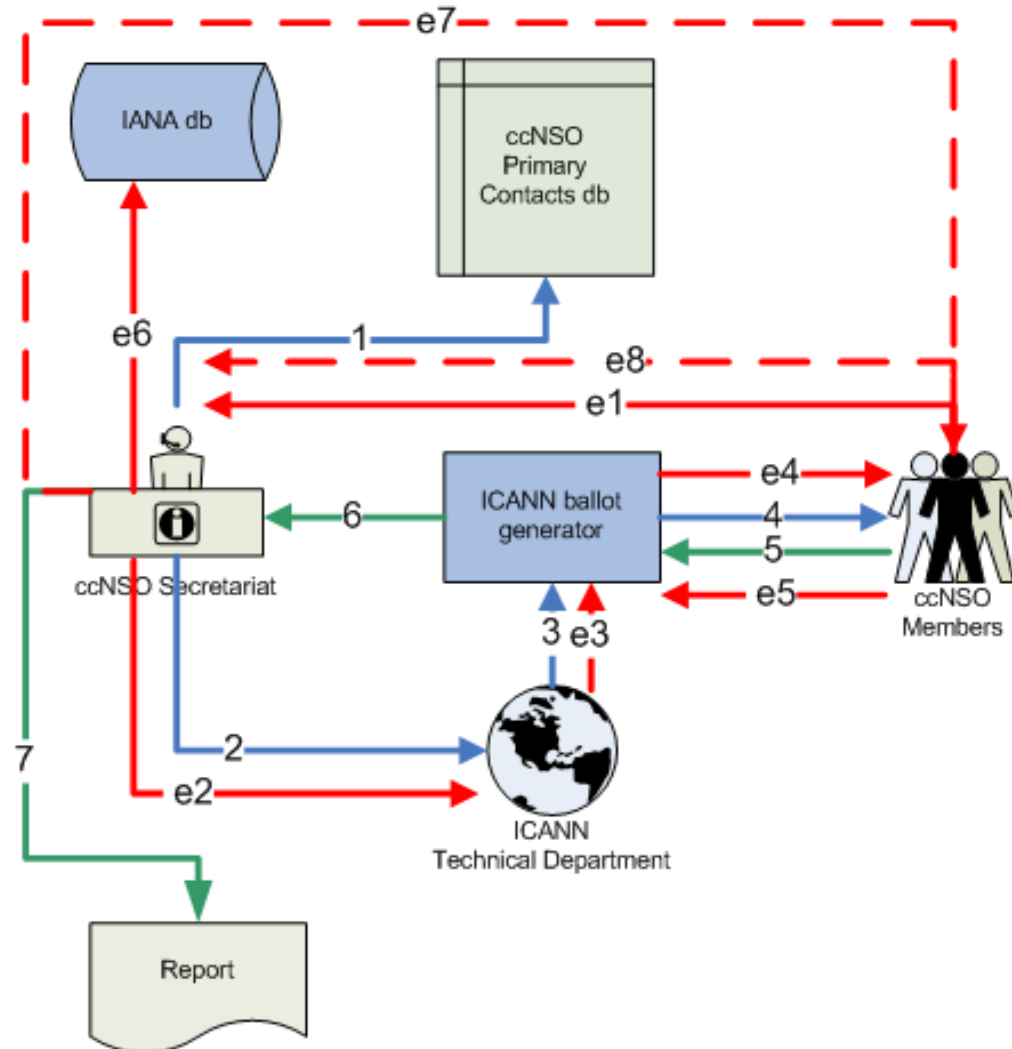 e7
IANA db
ccNSO
Primary
Contacts db
e6
1
e8
e1
e4
ICANN ballot
generator
6
4
5
ccNSO Secretariat
e5
ccNSO
Members
3
e3
7
2
e2
ICANN
Technical Department
Report